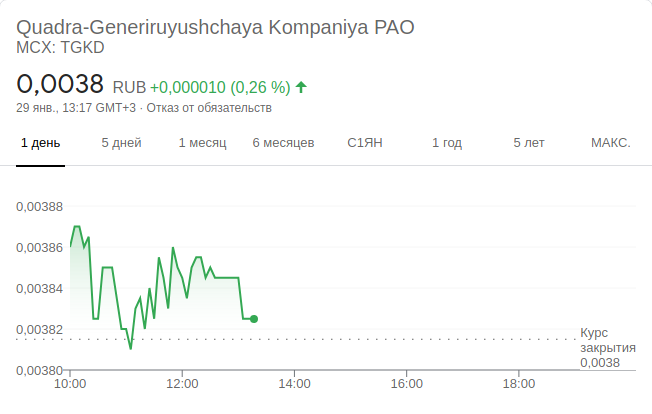 Quadra-Generiruyushchaya Kompaniya PAO
MCX: TGKD
0,0038 RUB +0,000010 (0,26 %)
29 янв., 13:17 GMT+3 · Отказ от обязательств
1 день 5 дней 1 месяц 6 месяцев С1ЯН 1 год 5 лет МАКС.
0,00388
0,00386
0,00384
0,00382
0,00380
Курс
закрытия
0,0038
10:00 12:00 14:00 16:00 18:00